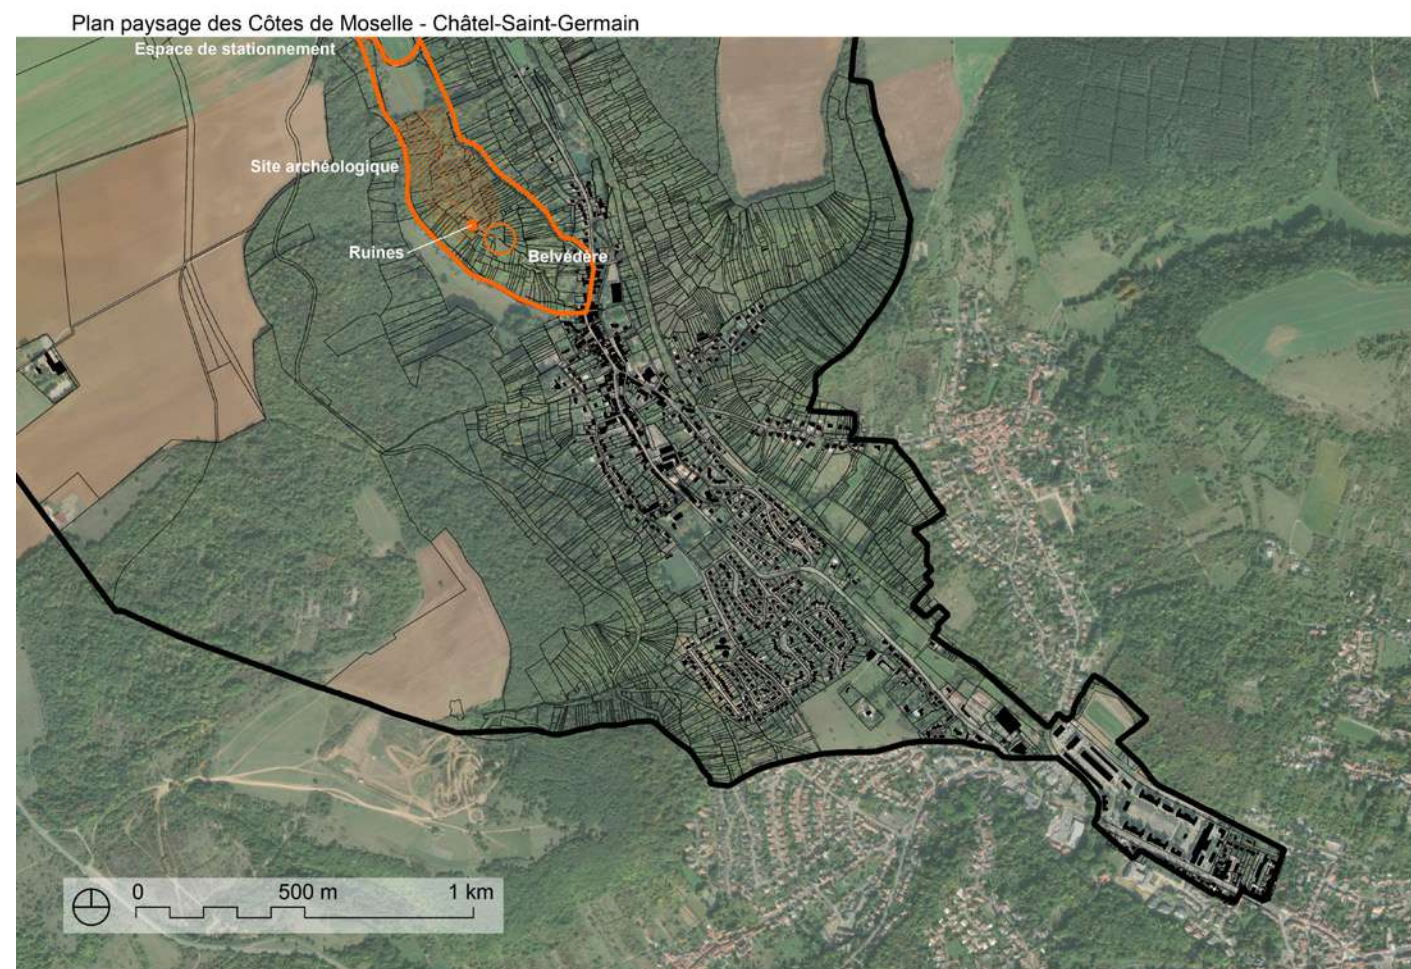 Plan paysage des Côtes de Moselle - Châtel-Saint-Germain
Espace de stationnement
Site archéologique
Ruines
Belvédère
0 500 m 1 km